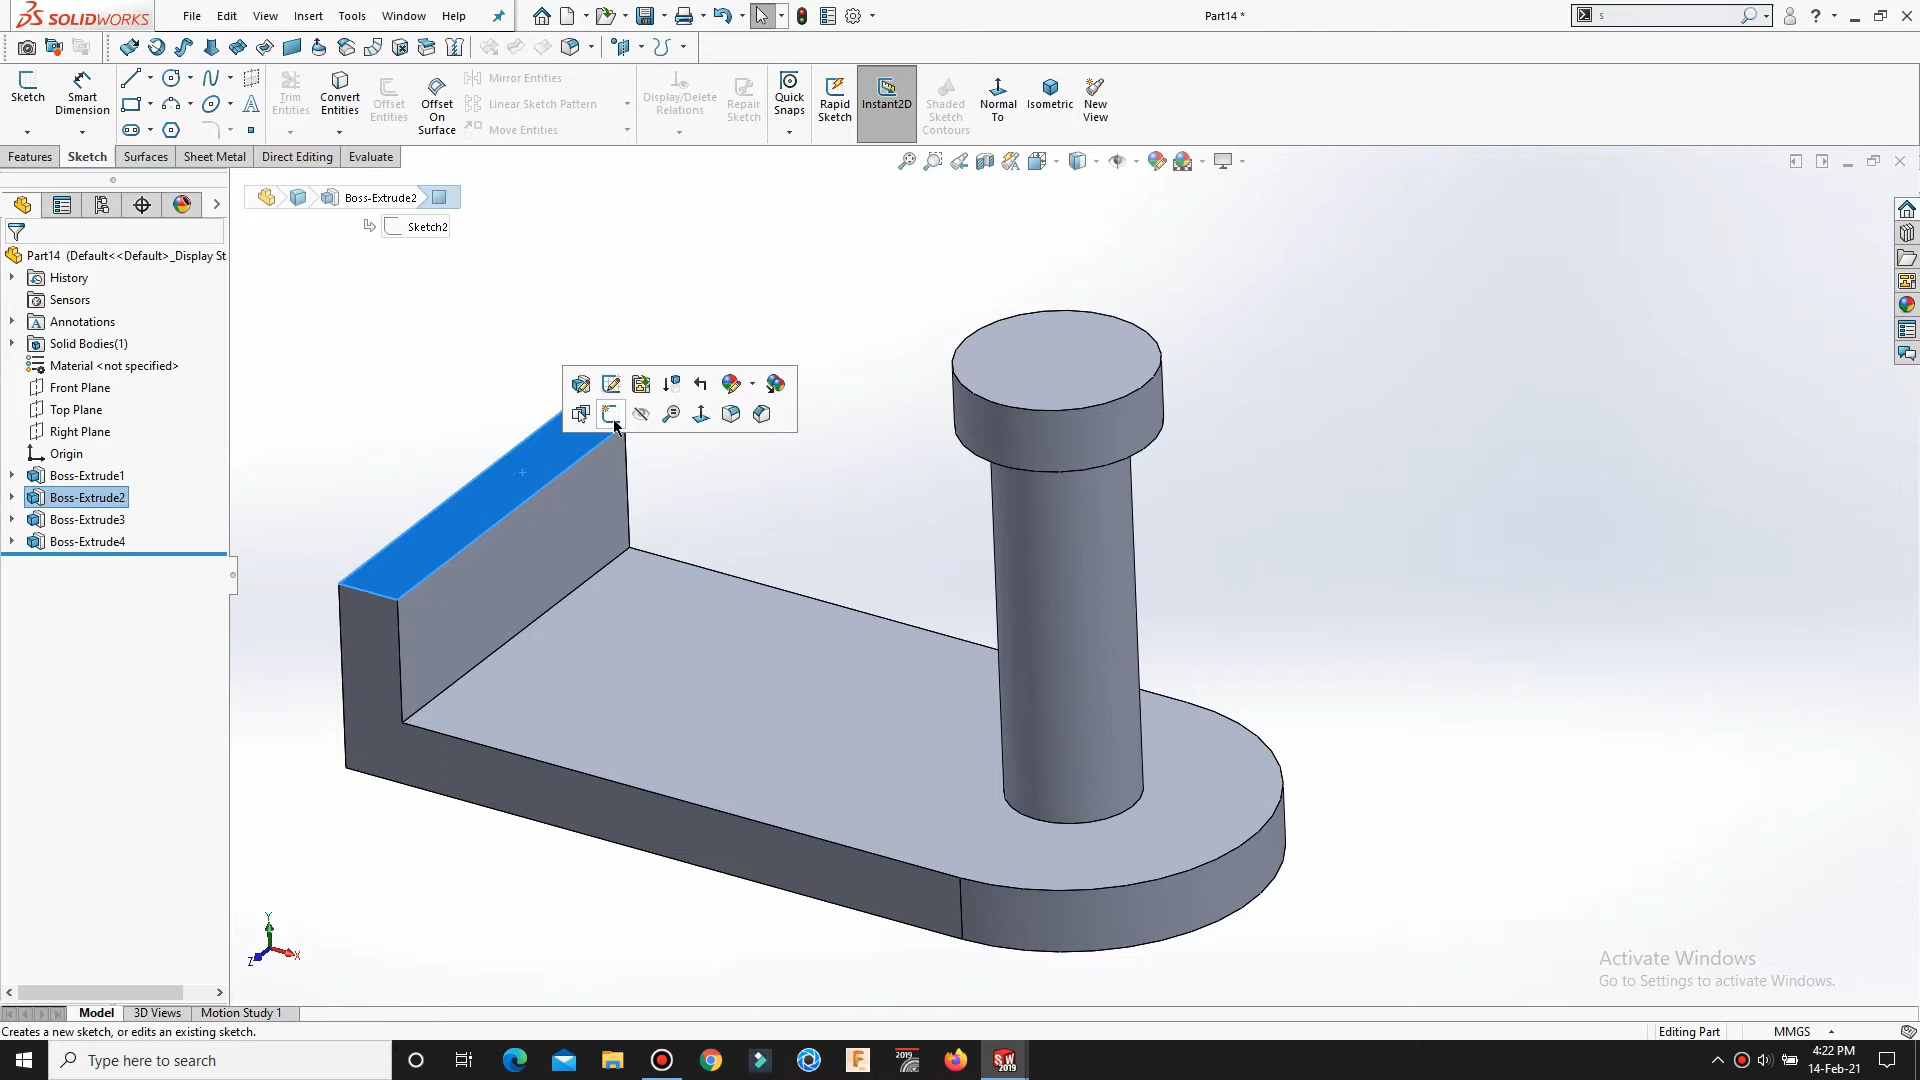 SOLIDWORKS
File Edit View Insert Tools Window Help
Part14 *
s
Sketch
Smart Dimension
Trim Entities
Convert Entities
Offset Entities
Offset On Surface
Mirror Entities
Linear Sketch Pattern
Move Entities
Display/Delete Relations
Repair Sketch
Quick Snaps
Rapid Sketch
Instant2D
Shaded Sketch Contours
Normal To
Isometric
New View
Features Sketch Surfaces Sheet Metal Direct Editing Evaluate
Boss-Extrude2
Sketch2
Part14 (Default<<Default>_Display St
History
Sensors
Annotations
Solid Bodies(1)
Material <not specified>
Front Plane
Top Plane
Right Plane
Origin
Boss-Extrude1
Boss-Extrude2
Boss-Extrude3
Boss-Extrude4
Y
X
Z
Activate Windows
Go to Settings to activate Windows.
Model 3D Views Motion Study 1
Creates a new sketch, or edits an existing sketch.
Editing Part MMGS
Type here to search
2019
SW 2019
4:22 PM
14-Feb-21